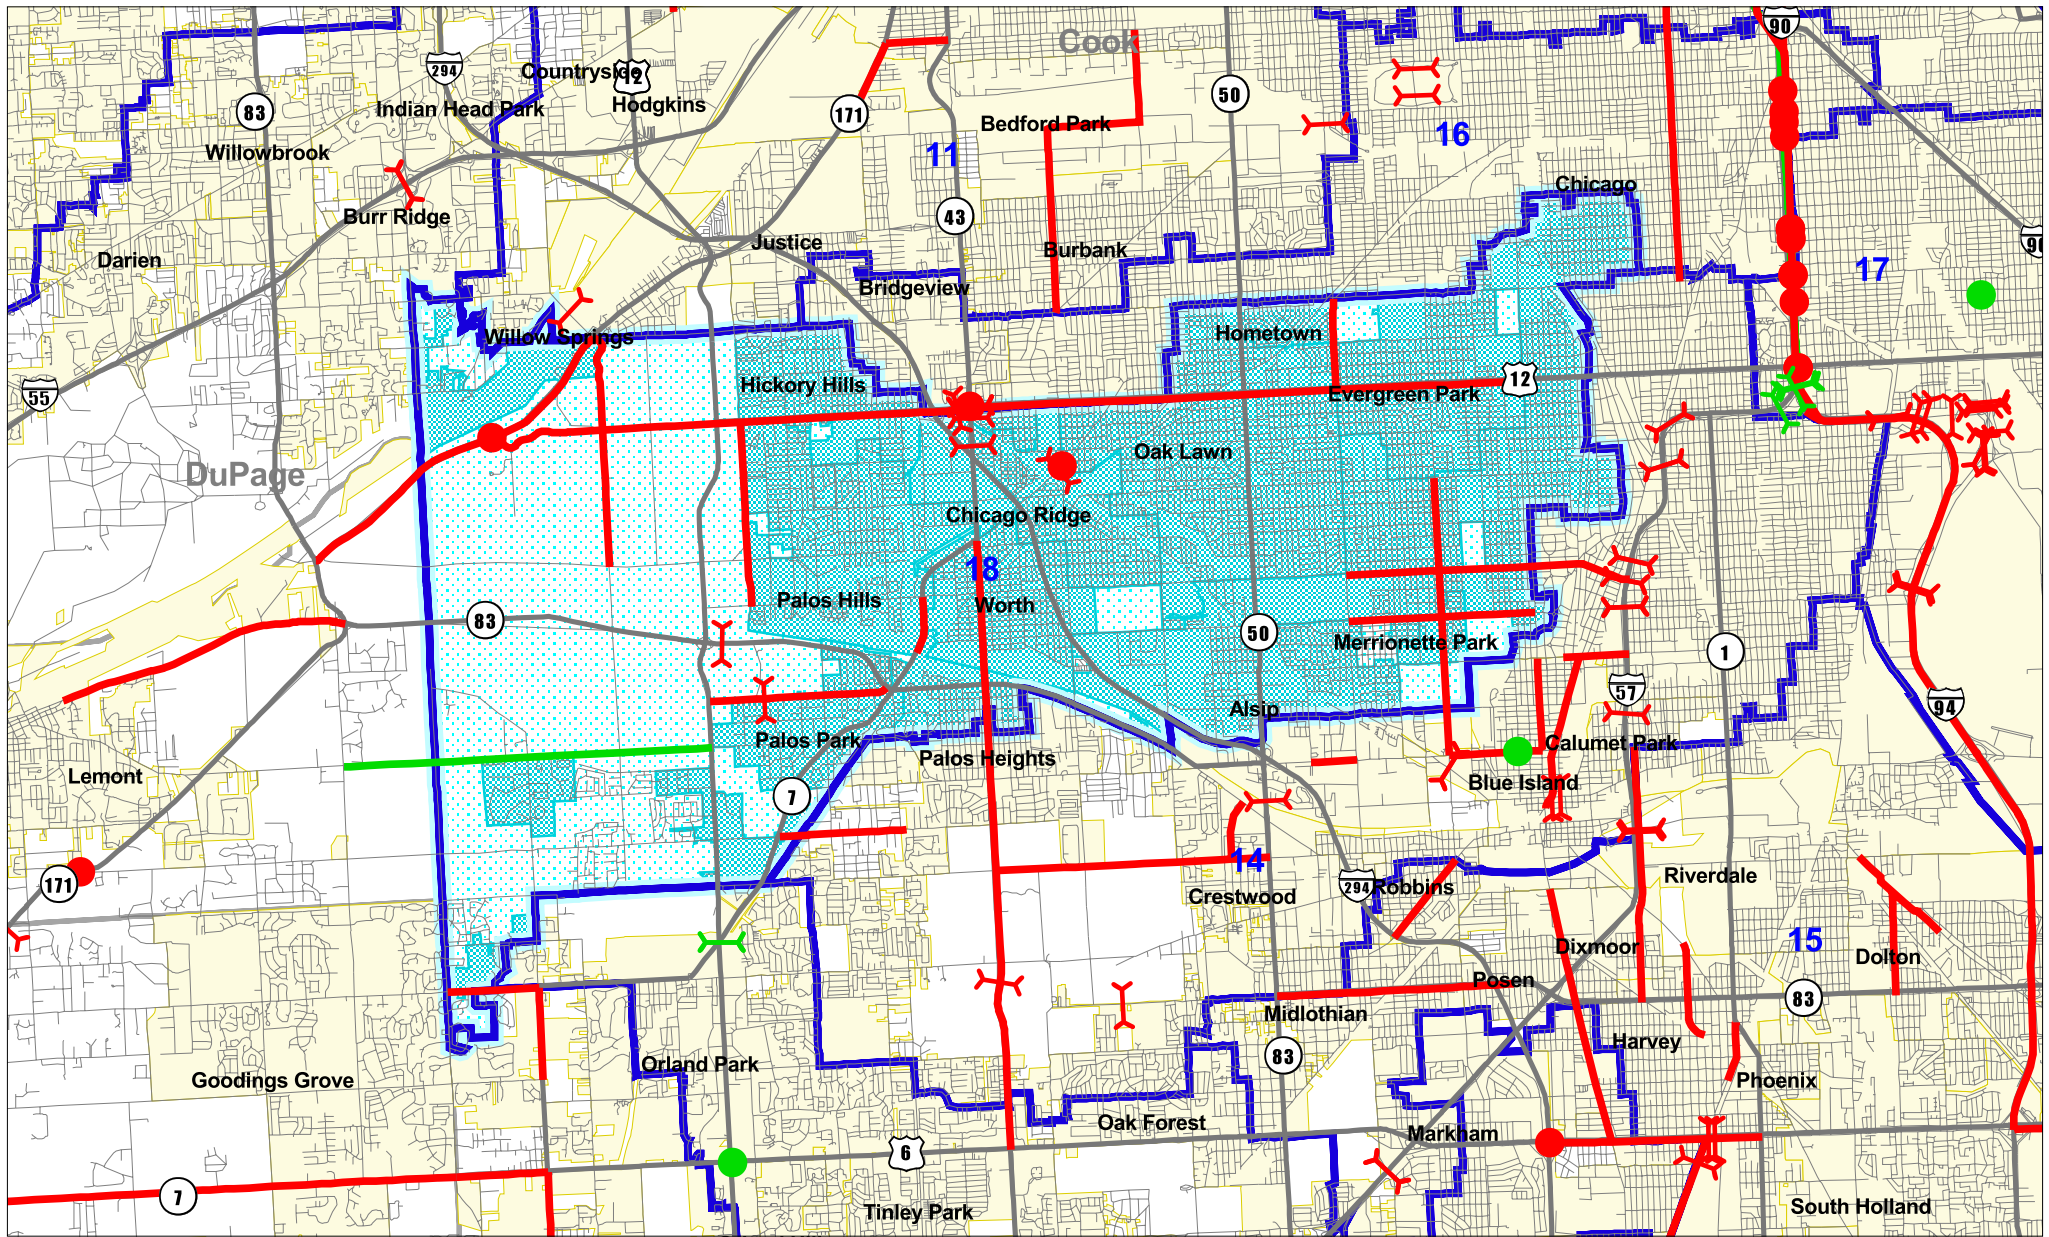 Cook
90
294
Countryside
12
83
Indian Head Park
Hodgkins
171
50
Bedford Park
16
Willowbrook
11
Chicago
Burr Ridge
43
Justice
Burbank
90
Darien
17
Bridgeview
Willow Springs
Hometown
55
Hickory Hills
Evergreen Park
12
DuPage
Oak Lawn
Chicago Ridge
18
Palos Hills
Worth
83
50
Merrionette Park
1
57
94
Alsip
Palos Park
Palos Heights
Calumet Park
Lemont
7
Blue Island
14
171
294
Robbins
Riverdale
Crestwood
15
Dixmoor
Dolton
Posen
83
Midlothian
83
Harvey
Orland Park
Goodings Grove
Phoenix
Oak Forest
Markham
6
7
Tinley Park
South Holland